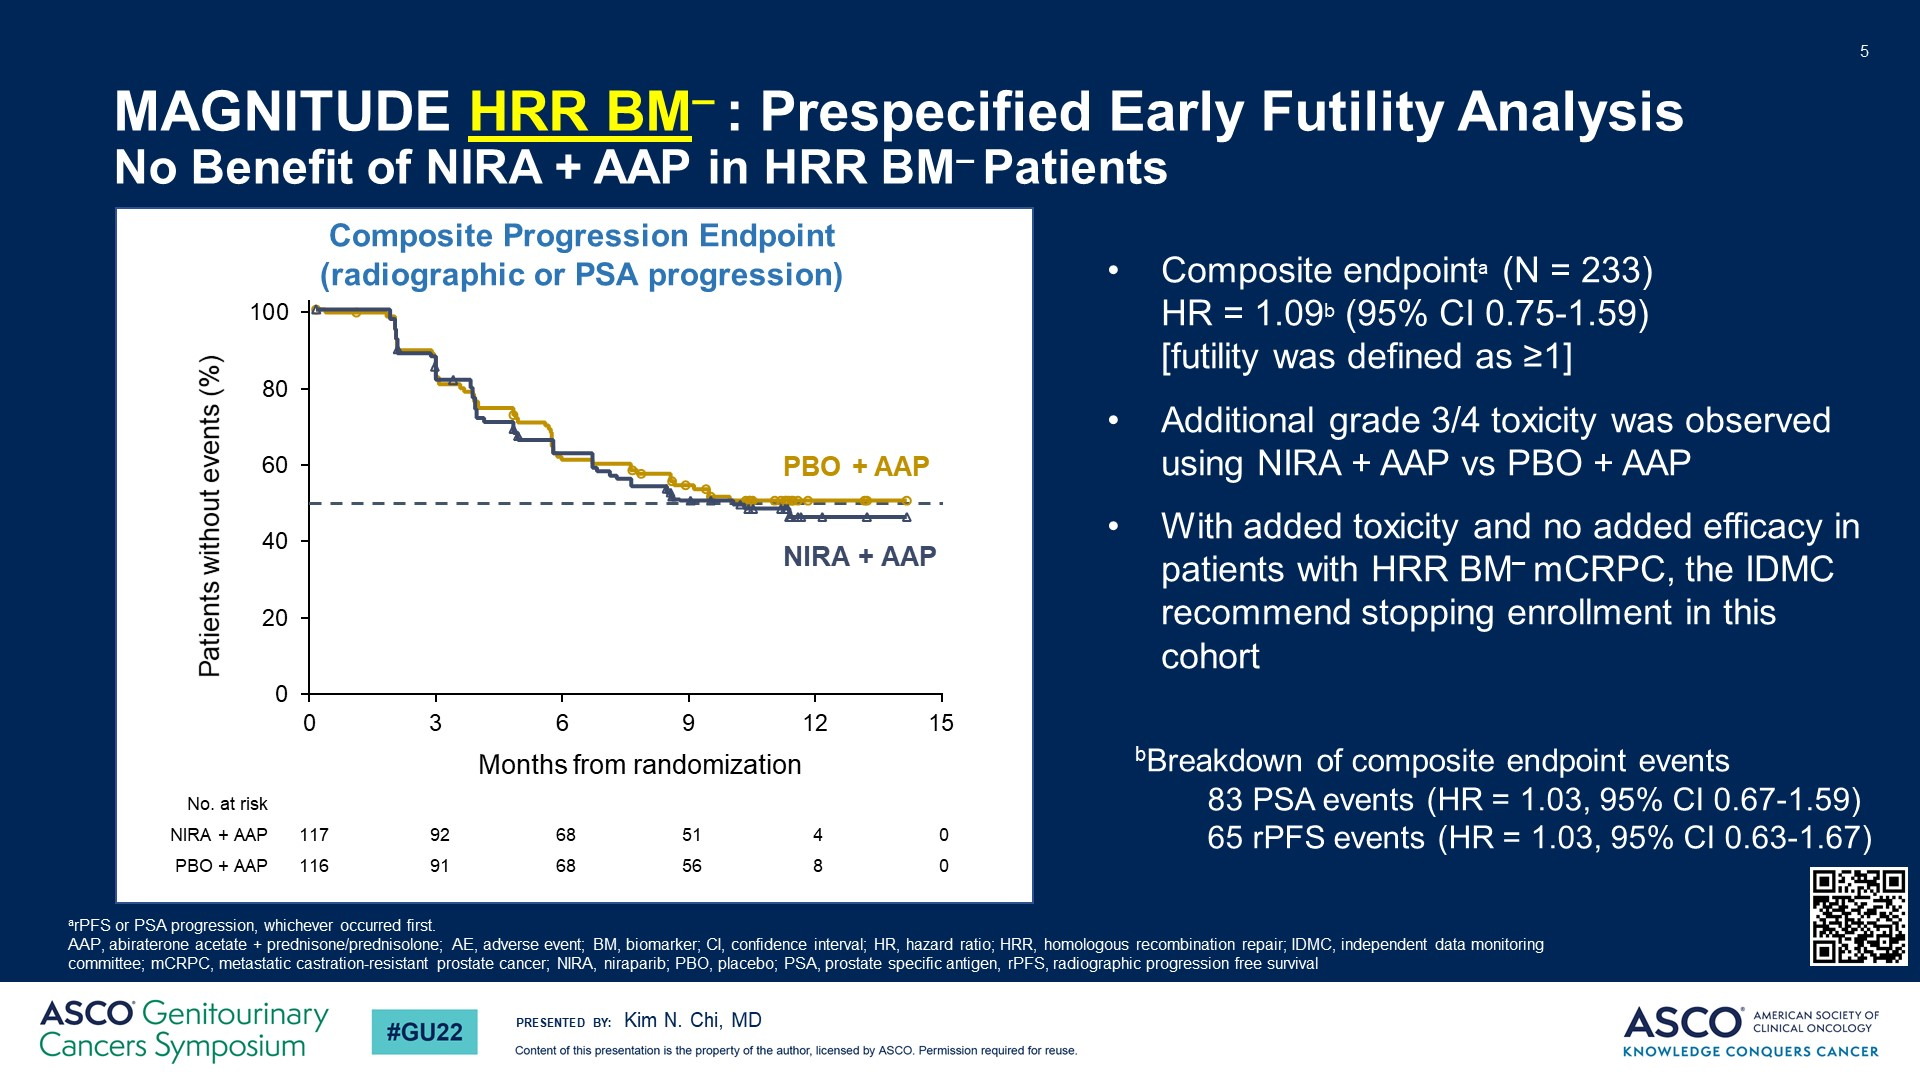 5
MAGNITUDE HRR BM– : Prespecified Early Futility Analysis
No Benefit of NIRA + AAP in HRR BM– Patients
Composite Progression Endpoint
(radiographic or PSA progression)
Patients without events (%)
100
80
60
40
20
0
PBO + AAP
NIRA + AAP
0 3 6 9 12 15
Months from randomization
No. at risk
NIRA + AAP 117 92 68 51 4 0
PBO + AAP 116 91 68 56 8 0
• Composite endpointᵃ (N = 233)
HR = 1.09ᵇ (95% CI 0.75-1.59)
[futility was defined as ≥1]
• Additional grade 3/4 toxicity was observed
using NIRA + AAP vs PBO + AAP
• With added toxicity and no added efficacy in
patients with HRR BM– mCRPC, the IDMC
recommend stopping enrollment in this
cohort
ᵇBreakdown of composite endpoint events
83 PSA events (HR = 1.03, 95% CI 0.67-1.59)
65 rPFS events (HR = 1.03, 95% CI 0.63-1.67)
ᵃrPFS or PSA progression, whichever occurred first.
AAP, abiraterone acetate + prednisone/prednisolone; AE, adverse event; BM, biomarker; CI, confidence interval; HR, hazard ratio; HRR, homologous recombination repair; IDMC, independent data monitoring
committee; mCRPC, metastatic castration-resistant prostate cancer; NIRA, niraparib; PBO, placebo; PSA, prostate specific antigen, rPFS, radiographic progression free survival
ASCO® Genitourinary
Cancers Symposium
#GU22
PRESENTED BY: Kim N. Chi, MD
Content of this presentation is the property of the author, licensed by ASCO. Permission required for reuse.
ASCO® AMERICAN SOCIETY OF
CLINICAL ONCOLOGY
KNOWLEDGE CONQUERS CANCER